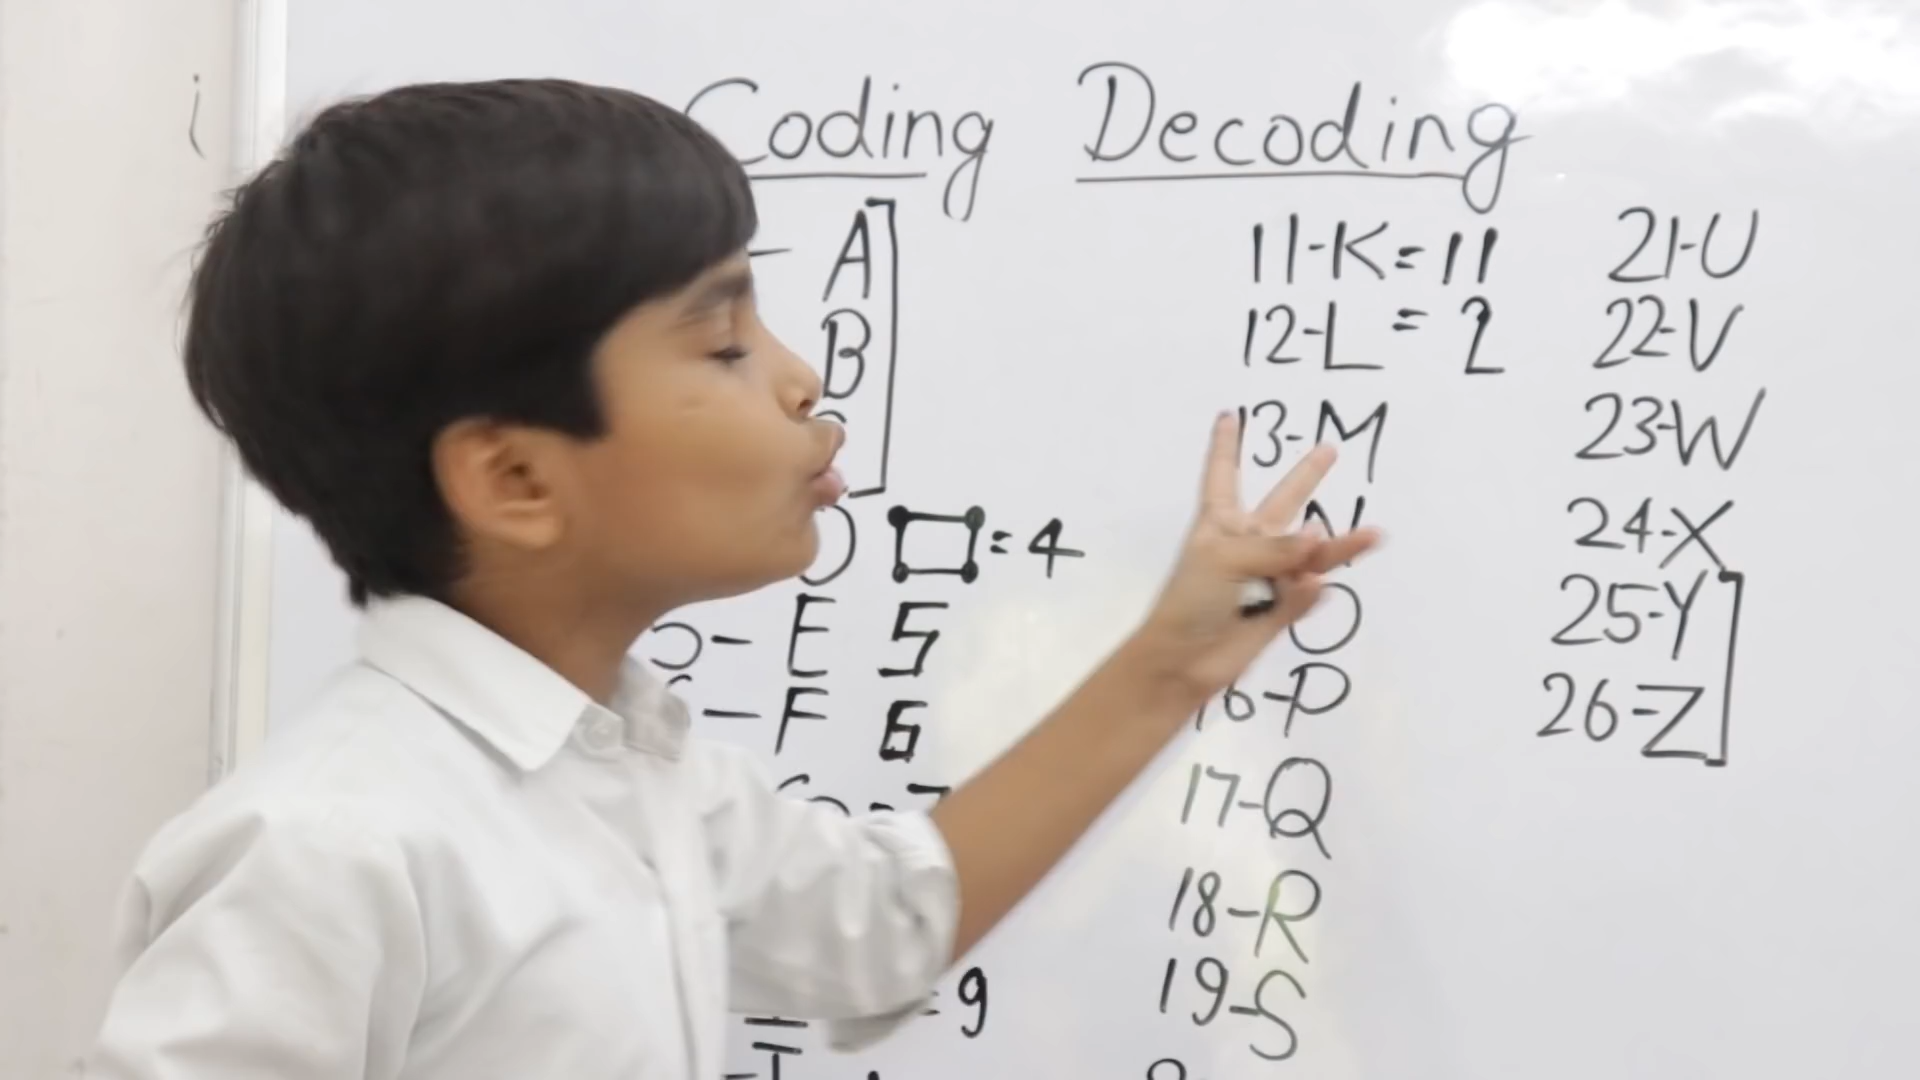 Coding Decoding
- A
B
D = 4
- E 5
- F 6
= 9
11-K=11
12-L = 2
13-M
N
O
16-P
17-Q
18-R
19-S
21-U
22-V
23-W
24-X
25-Y
26-Z